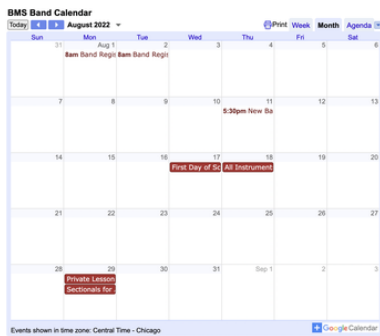 BMS Band Calendar
Today August 2022 Print Week Month Agenda
Sun Mon Tue Wed Thu Fri Sat
31 Aug 1 2 3 4 5 6
8am Band Regis 8am Band Regis
7 8 9 10 11 12 13
5:30pm New Ba
14 15 16 17 18 19 20
First Day of Sc All Instrument
21 22 23 24 25 26 27
28 29 30 31 Sep 1 2 3
Private Lesson
Sectionals for
Events shown in time zone: Central Time - Chicago
Google Calendar